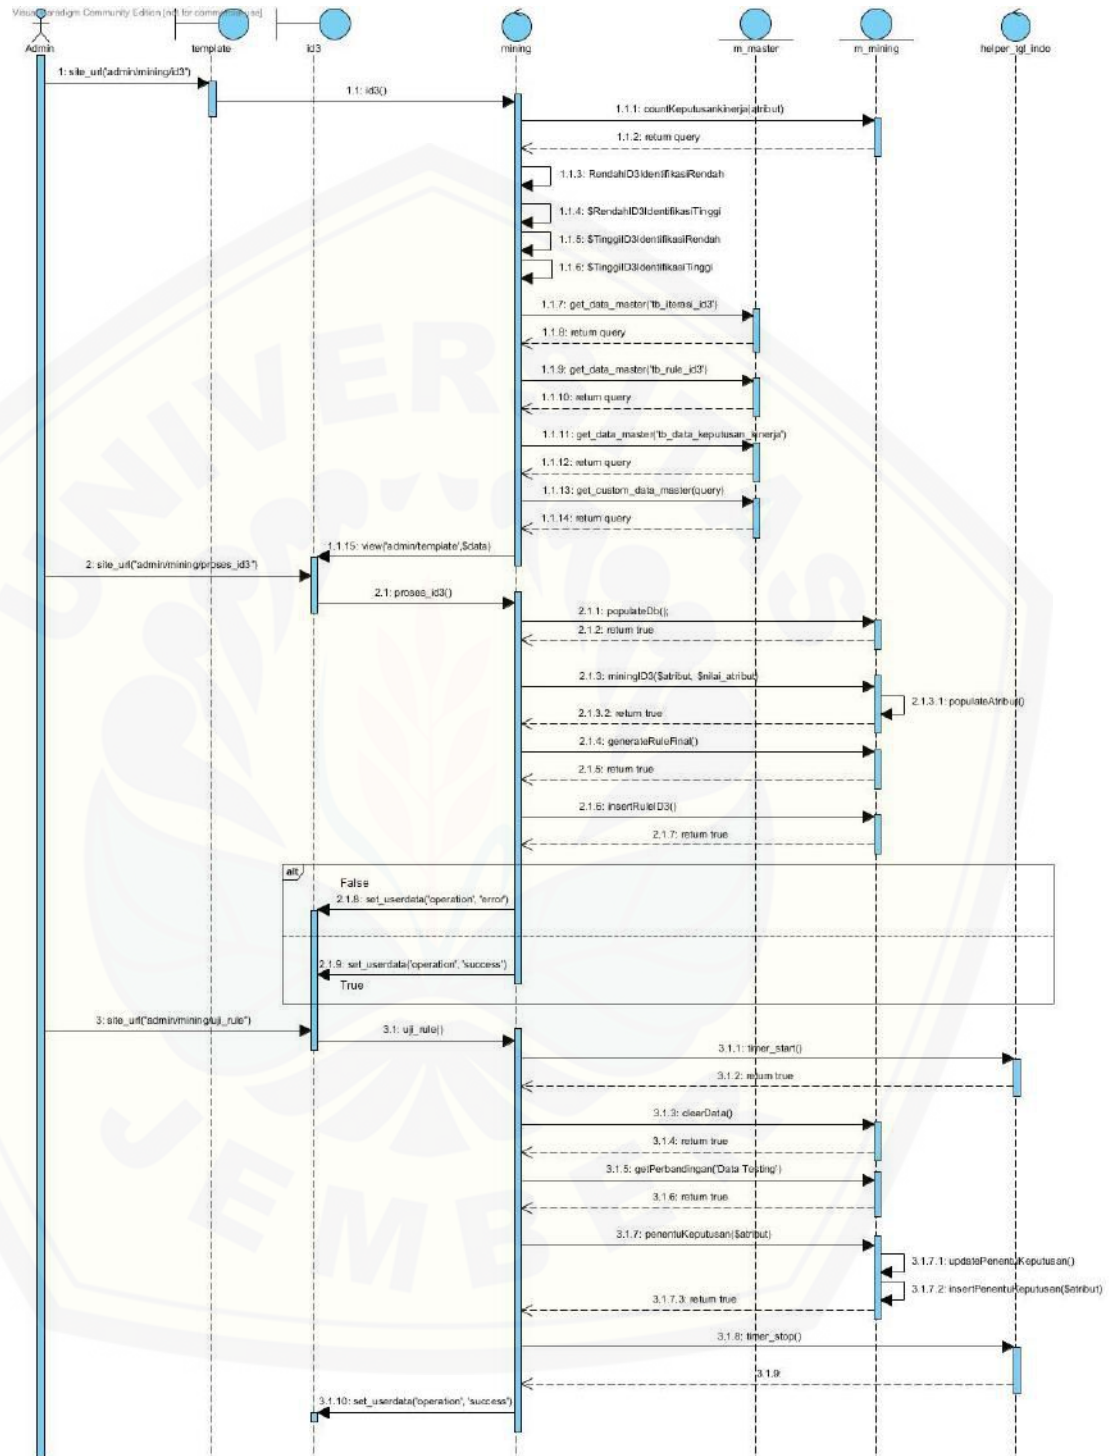 Visual Paradigm Community Edition [not for commercial use]
Admin
template
id3
mining
m_master
m_mining
helper_tgl_indo
1: site_url("admin/mining/id3")
1.1: id3()
1.1.1: countKeputusankinerja(atribut)
1.1.2: return query
1.1.3: RendahID3IdentifikasiRendah
1.1.4: $RendahID3IdentifikasiTinggi
1.1.5: $TinggiID3IdentifikasiRendah
1.1.6: $TinggiID3IdentifikasiTinggi
1.1.7: get_data_master('tb_iterasi_id3')
1.1.8: return query
1.1.9: get_data_master('tb_rule_id3')
1.1.10: return query
1.1.11: get_data_master('tb_data_keputusan_kinerja")
1.1.12: return query
1.1.13: get_custom_data_master(query)
1.1.14: return query
1.1.15: view('admin/template',$data)
2: site_url("admin/mining/proses_id3")
2.1: proses_id3()
2.1.1: populateDb();
2.1.2: return true
2.1.3: miningID3($atribut, $nilai_atribut)
2.1.3.1: populateAtribut()
2.1.3.2: return true
2.1.4: generateRuleFinal()
2.1.5: return true
2.1.6: insertRuleID3()
2.1.7: return true
alt
False
2.1.8: set_userdata('operation', 'error')
2.1.9: set_userdata('operation', 'success')
True
3: site_url("admin/mining/uji_rule")
3.1: uji_rule()
3.1.1: timer_start()
3.1.2: return true
3.1.3: clearData()
3.1.4: return true
3.1.5: getPerbandingan('Data Testing')
3.1.6: return true
3.1.7: penentuKeputusan($atribut)
3.1.7.1: updatePenentuKeputusan()
3.1.7.2: insertPenentuKeputusan($atribut)
3.1.7.3: return true
3.1.8: timer_stop()
3.1.9:
3.1.10: set_userdata('operation', 'success')
UNIVERSITAS
JEMBER